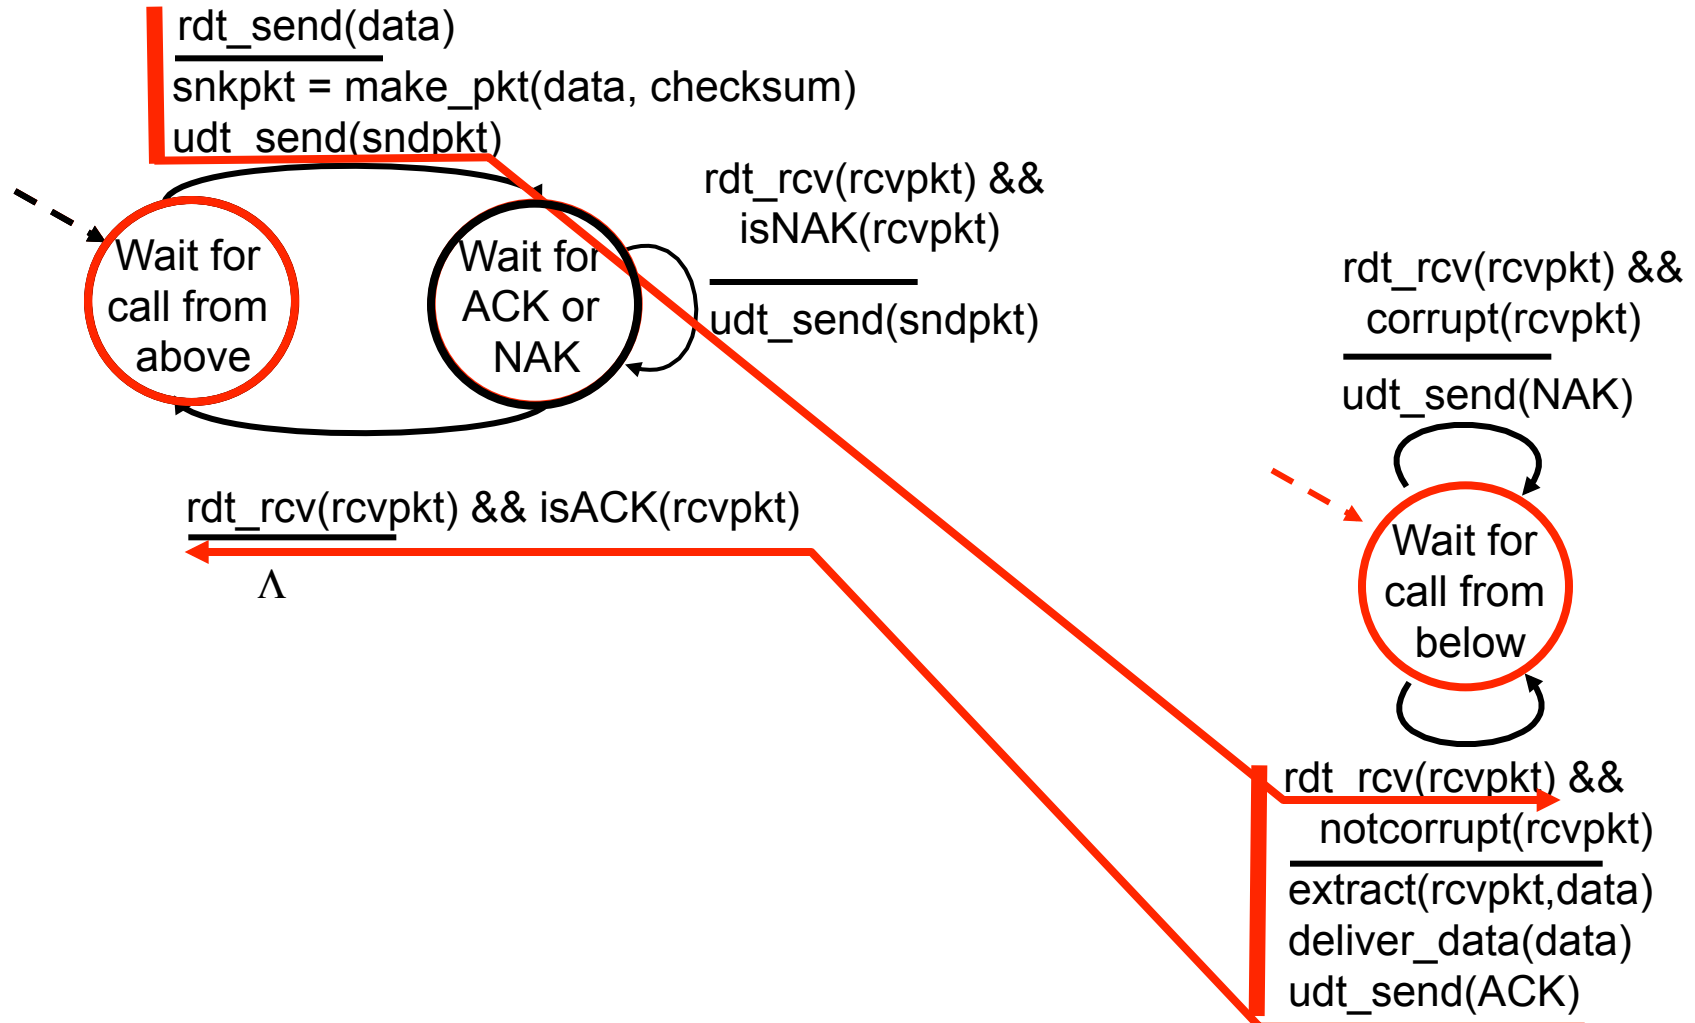 rdt_send(data)
snkpkt = make_pkt(data, checksum)
udt_send(sndpkt)
rdt_rcv(rcvpkt) &&
isNAK(rcvpkt)
udt_send(sndpkt)
Wait for
call from
above
Wait for
ACK or
NAK
rdt_rcv(rcvpkt) && isACK(rcvpkt)
Λ
rdt_rcv(rcvpkt) &&
corrupt(rcvpkt)
udt_send(NAK)
Wait for
call from
below
rdt_rcv(rcvpkt) &&
notcorrupt(rcvpkt)
extract(rcvpkt,data)
deliver_data(data)
udt_send(ACK)